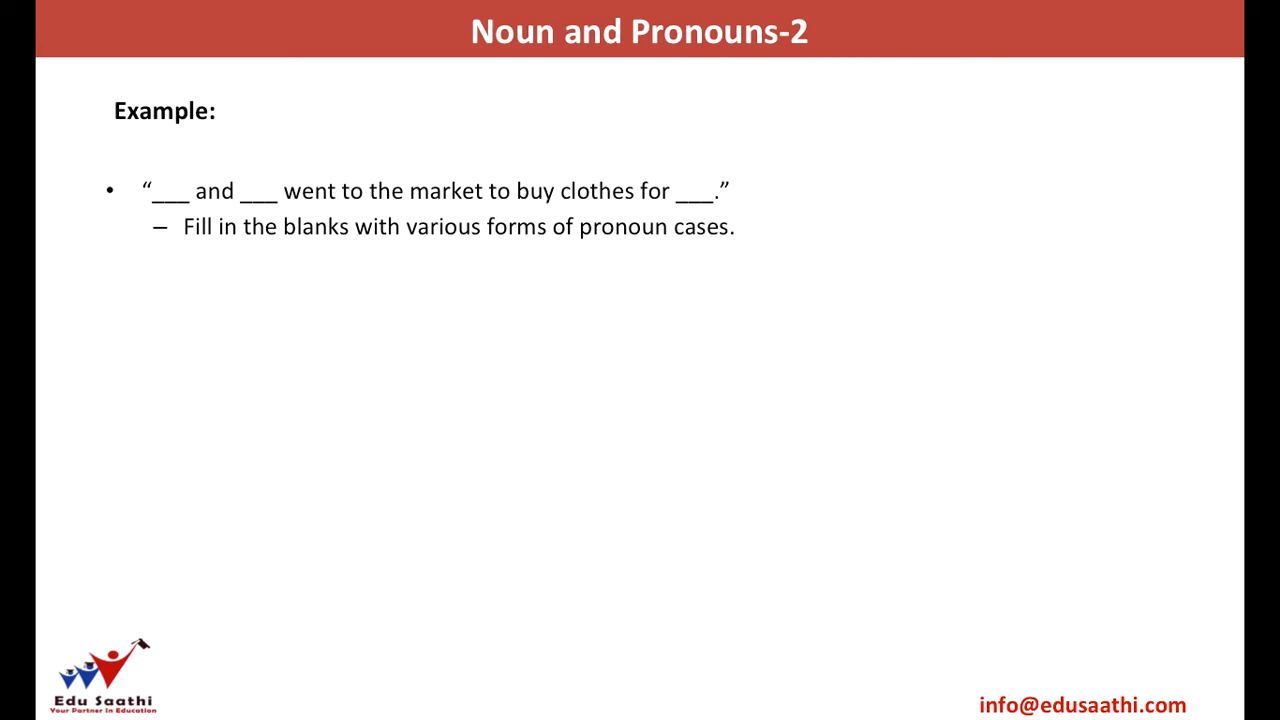 Noun and Pronouns-2
Example:
• “___ and ___ went to the market to buy clothes for ___.”
– Fill in the blanks with various forms of pronoun cases.
Edu Saathi
Your Partner in Education
info@edusaathi.com